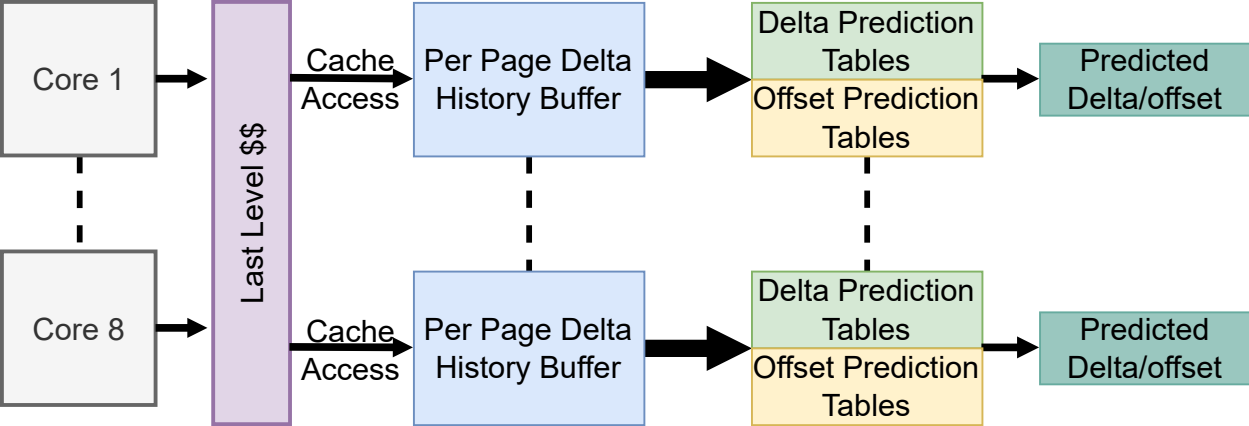 Core 1
Cache
Access
Per Page Delta
History Buffer
Delta Prediction
Tables
Offset Prediction
Tables
Predicted
Delta/offset
Last Level $$
Core 8
Cache
Access
Per Page Delta
History Buffer
Delta Prediction
Tables
Offset Prediction
Tables
Predicted
Delta/offset